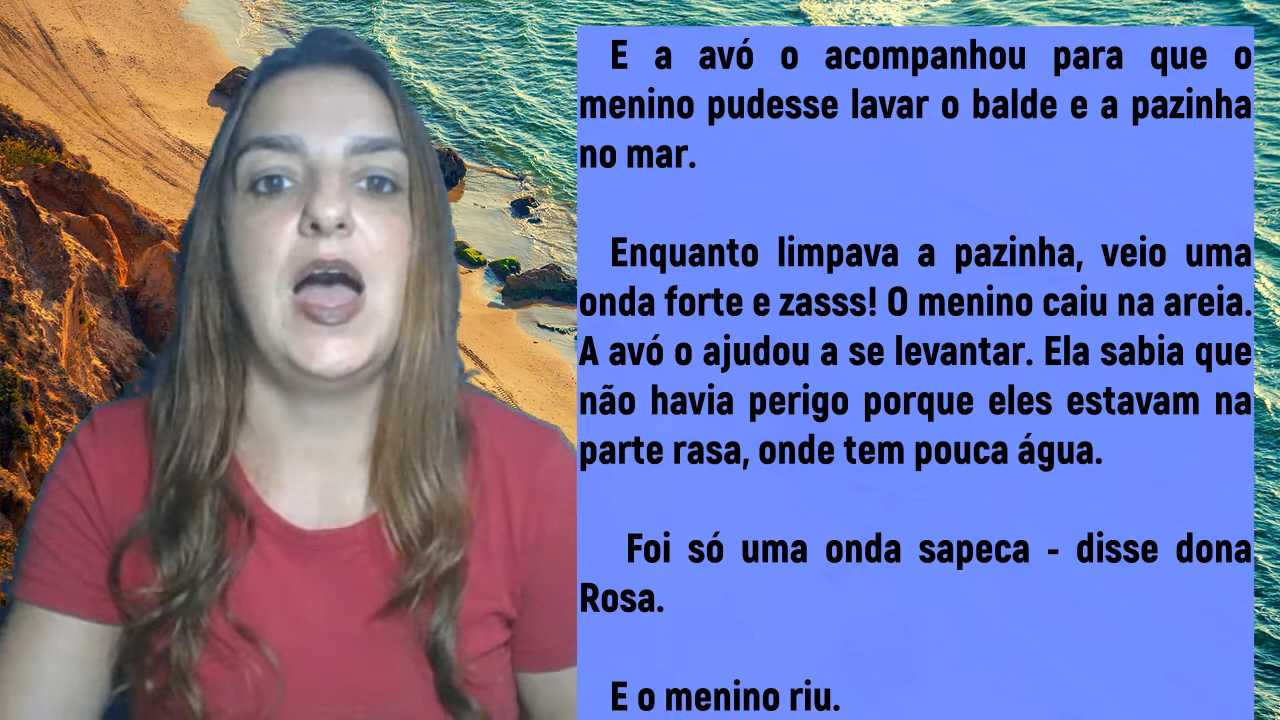 E a avó o acompanhou para que o
menino pudesse lavar o balde e a pazinha
no mar.
Enquanto limpava a pazinha, veio uma
onda forte e zasss! O menino caiu na areia.
A avó o ajudou a se levantar. Ela sabia que
não havia perigo porque eles estavam na
parte rasa, onde tem pouca água.
Foi só uma onda sapeca - disse dona
Rosa.
E o menino riu.